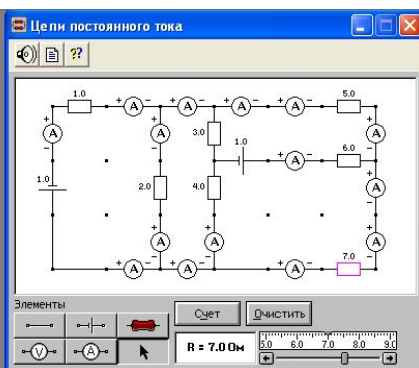 Цепи постоянного тока
??
1.0
+ A -
+ A -
+ A -
+ A -
5.0
+ A -
+ A -
3.0
+ A -
1.0
+ A -
6.0
1.0
2.0
4.0
+ A -
+ A -
+ A -
+ A -
+ A -
+ A -
+ A -
7.0
Элементы
V
A
Счет
Очистить
R = 7.0 Ом
5.0 6.0 7.0 8.0 9.0